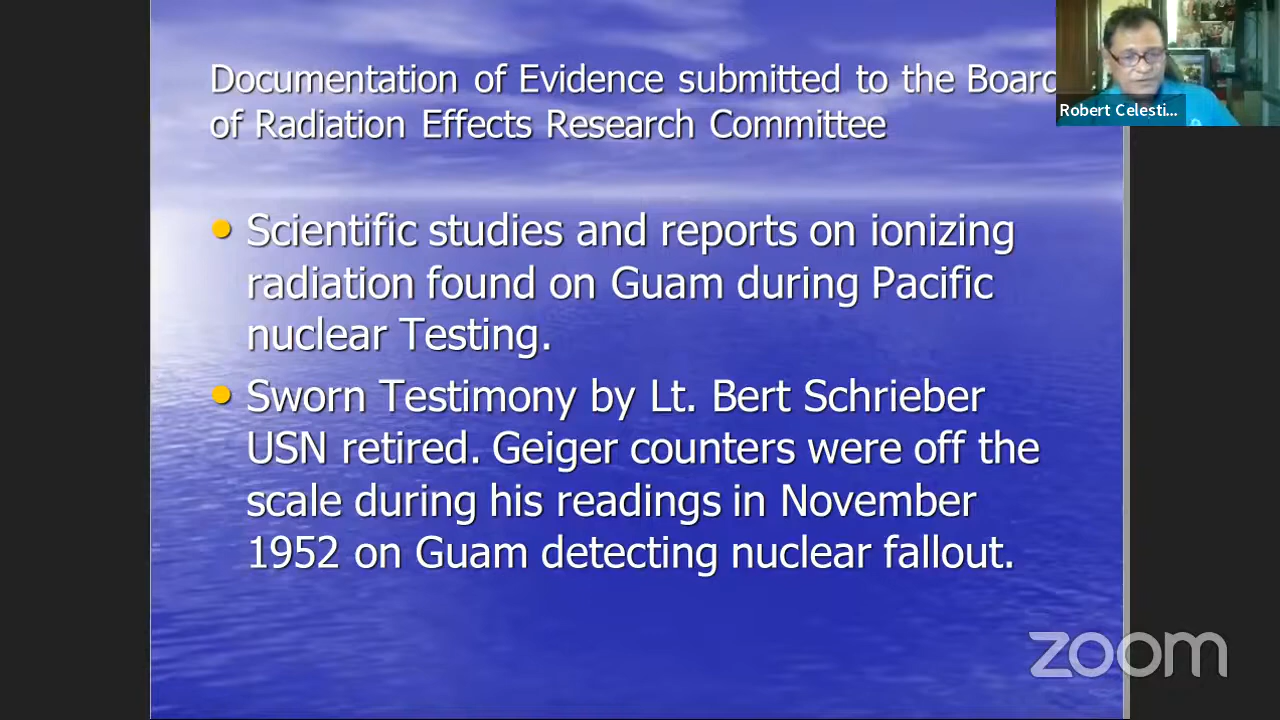 Documentation of Evidence submitted to the Board
of Radiation Effects Research Committee
Robert Celesti...
• Scientific studies and reports on ionizing
radiation found on Guam during Pacific
nuclear Testing.
• Sworn Testimony by Lt. Bert Schrieber
USN retired. Geiger counters were off the
scale during his readings in November
1952 on Guam detecting nuclear fallout.
zoom